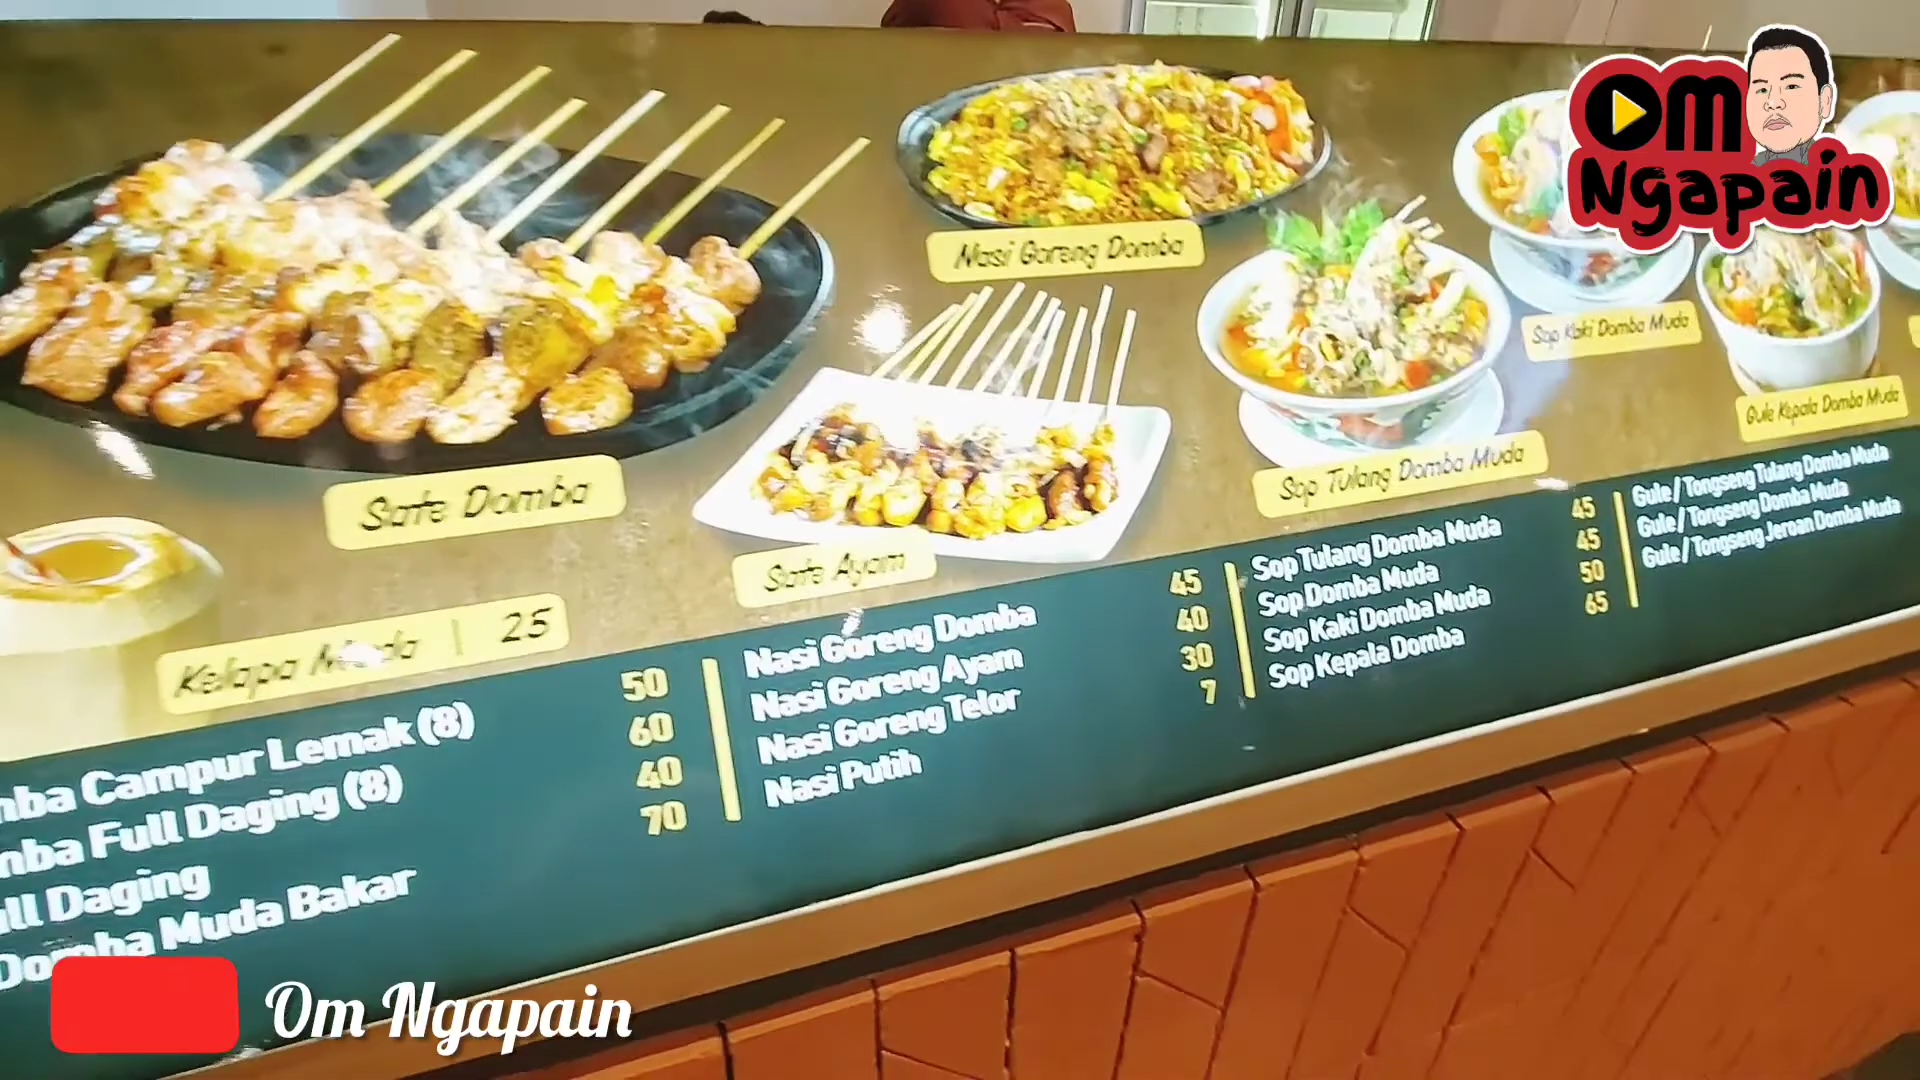 Om
Ngapain
Nasi Goreng Domba
Sop Kaki Domba Muda
Gule Kepala Domba Muda
Sop Tulang Domba Muda
Sate Domba
Sate Ayam
Kelapa Muda | 25
Campur Lemak (8) 50
Full Daging (8) 60
Daging 40
Domba Muda Bakar 70
Nasi Goreng Domba 45
Nasi Goreng Ayam 40
Nasi Goreng Telor 30
Nasi Putih 7
Sop Tulang Domba Muda 45
Sop Domba Muda 45
Sop Kaki Domba Muda 50
Sop Kepala Domba 65
Gule / Tongseng Tulang Domba Muda
Gule / Tongseng Domba Muda
Gule / Tongseng Jeroan Domba Muda
Om Ngapain